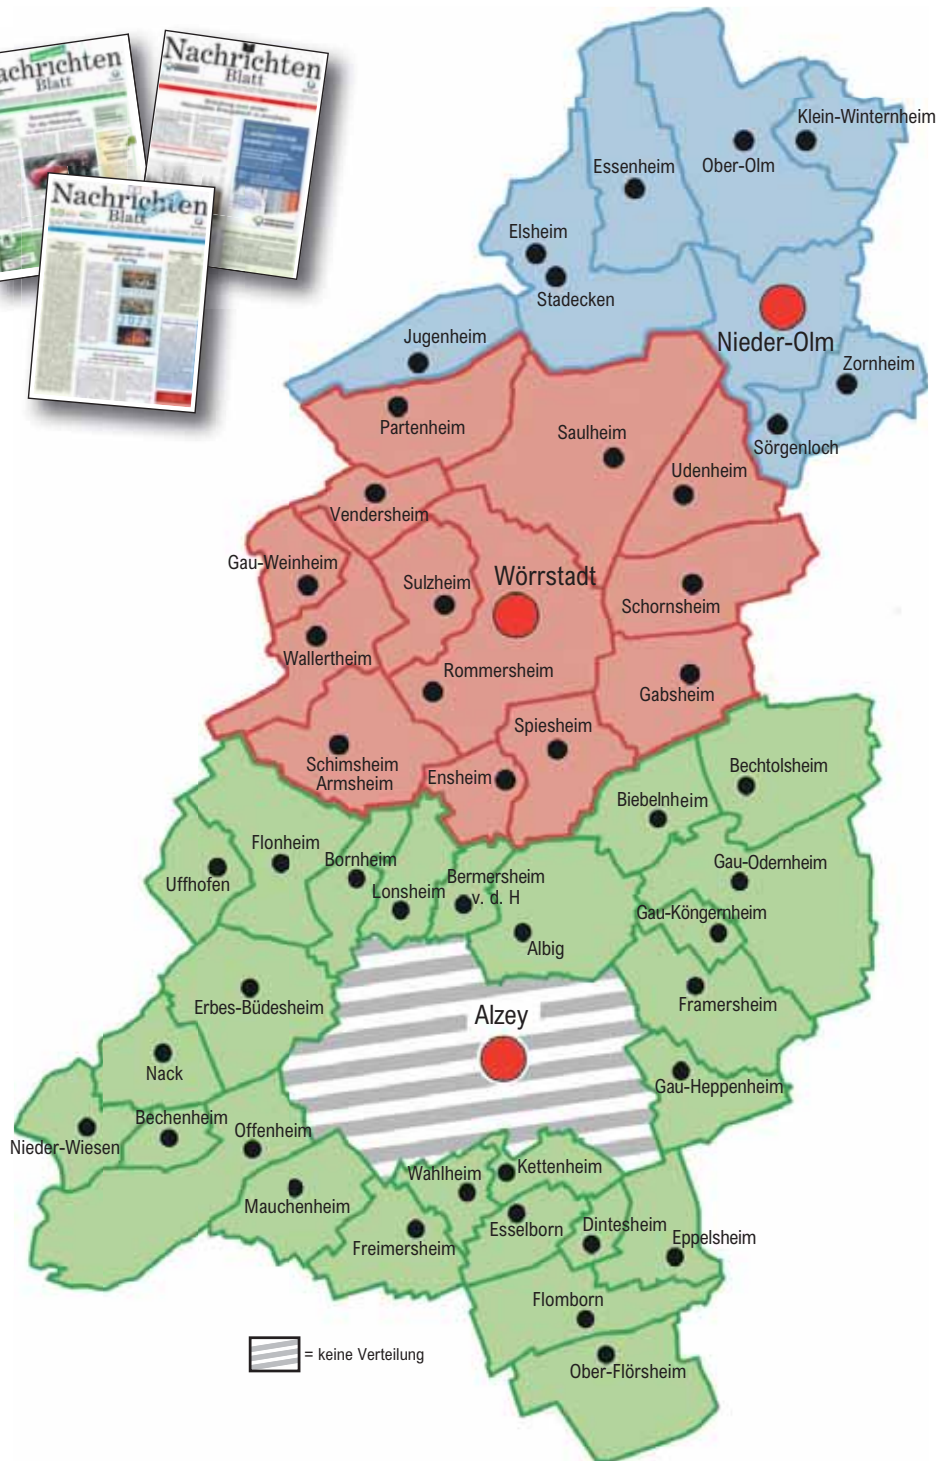 Nachrichten
Blatt
Nachrichten
Blatt
Nachrichten
Blatt
Klein-Winternheim
Ober-Olm
Essenheim
Elsheim
Stadecken
Nieder-Olm
Jugenheim
Zornheim
Sörgenloch
Partenheim
Saulheim
Udenheim
Vendersheim
Gau-Weinheim
Sulzheim
Wörrstadt
Schornsheim
Wallertheim
Rommersheim
Gabsheim
Spiesheim
Schimsheim
Armsheim
Ensheim
Bechtolsheim
Biebelnheim
Flonheim
Bornheim
Uffhofen
Lonsheim
Bermersheim
v. d. H
Gau-Odernheim
Gau-Köngernheim
Albig
Erbes-Büdesheim
Framersheim
Alzey
Nack
Gau-Heppenheim
Nieder-Wiesen
Bechenheim
Offenheim
Wahlheim
Kettenheim
Mauchenheim
Esselborn
Dintesheim
Eppelsheim
Freimersheim
Flomborn
= keine Verteilung
Ober-Flörsheim